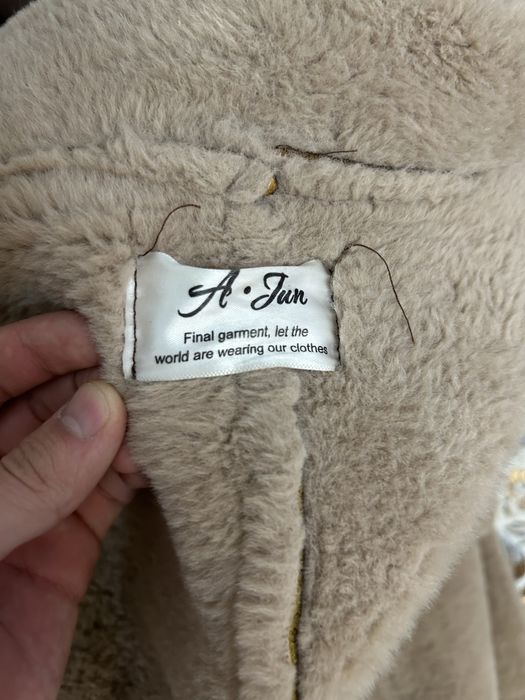 A • Jun
Final garment, let the
world are wearing our clothes